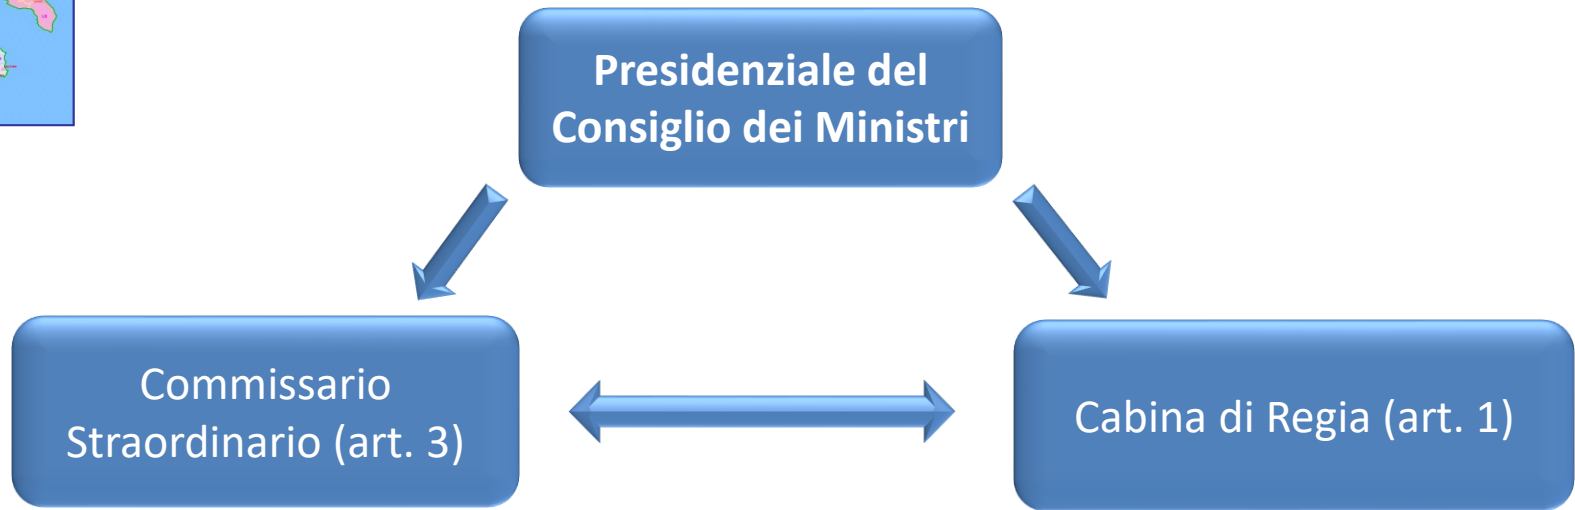 Presidenziale del
Consiglio dei Ministri
Commissario
Straordinario (art. 3)
Cabina di Regia (art. 1)